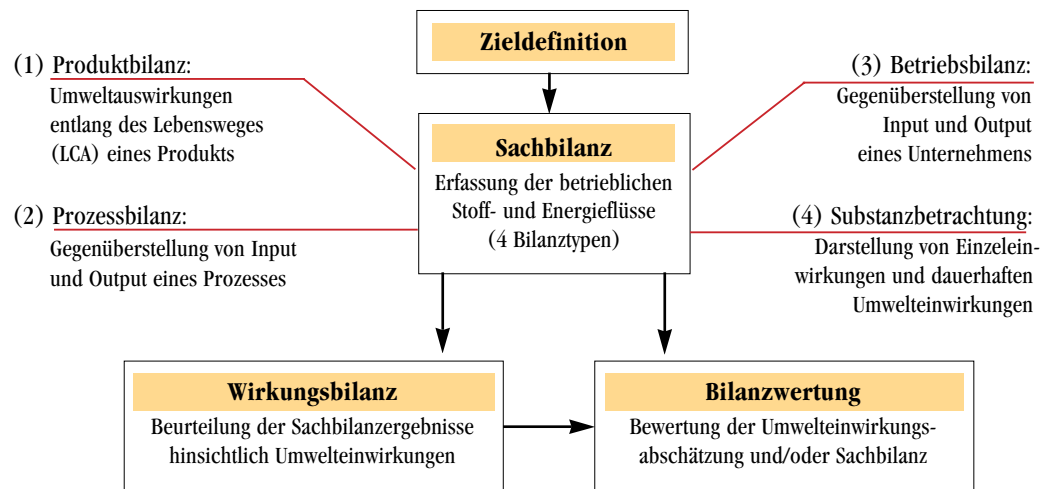 Zieldefinition
(1) Produktbilanz:
Umweltauswirkungen
entlang des Lebensweges
(LCA) eines Produkts
(2) Prozessbilanz:
Gegenüberstellung von Input
und Output eines Prozesses
Sachbilanz
Erfassung der betrieblichen
Stoff- und Energieflüsse
(4 Bilanztypen)
(3) Betriebsbilanz:
Gegenüberstellung von
Input und Output
eines Unternehmens
(4) Substanzbetrachtung:
Darstellung von Einzelein-
wirkungen und dauerhaften
Umwelteinwirkungen
Wirkungsbilanz
Beurteilung der Sachbilanzergebnisse
hinsichtlich Umwelteinwirkungen
Bilanzwertung
Bewertung der Umwelteinwirkungs-
abschätzung und/oder Sachbilanz